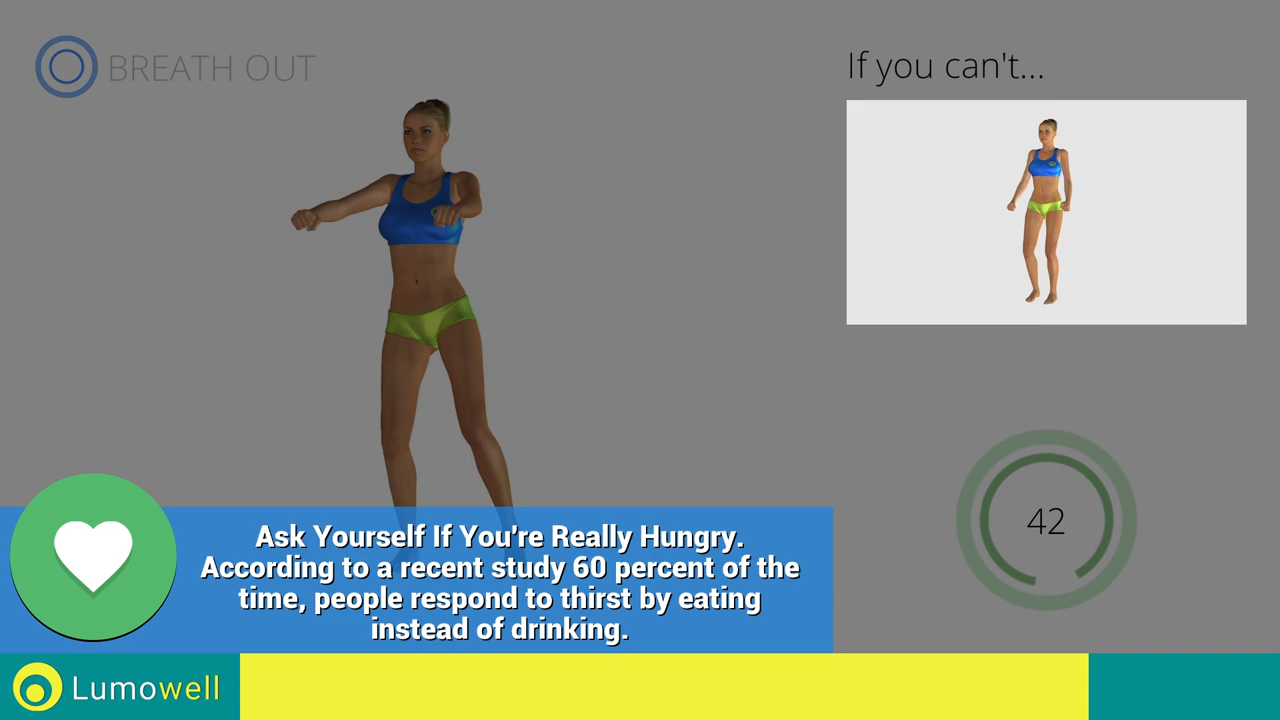 BREATH OUT
If you can't...
42
Ask Yourself If You're Really Hungry.
According to a recent study 60 percent of the
time, people respond to thirst by eating
instead of drinking.
Lumowell